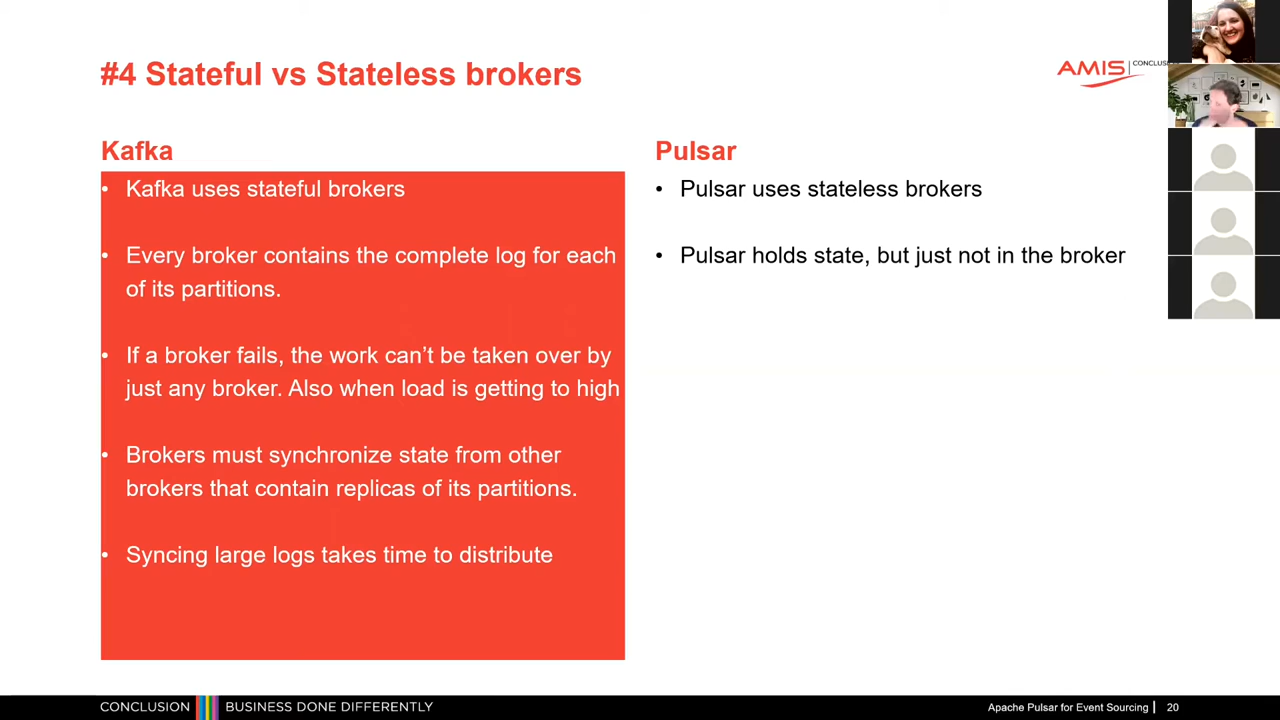 #4 Stateful vs Stateless brokers
AMIS | CONCLUSION
Kafka
• Kafka uses stateful brokers
• Every broker contains the complete log for each
of its partitions.
• If a broker fails, the work can’t be taken over by
just any broker. Also when load is getting to high
• Brokers must synchronize state from other
brokers that contain replicas of its partitions.
• Syncing large logs takes time to distribute
Pulsar
• Pulsar uses stateless brokers
• Pulsar holds state, but just not in the broker
CONCLUSION BUSINESS DONE DIFFERENTLY
Apache Pulsar for Event Sourcing | 20